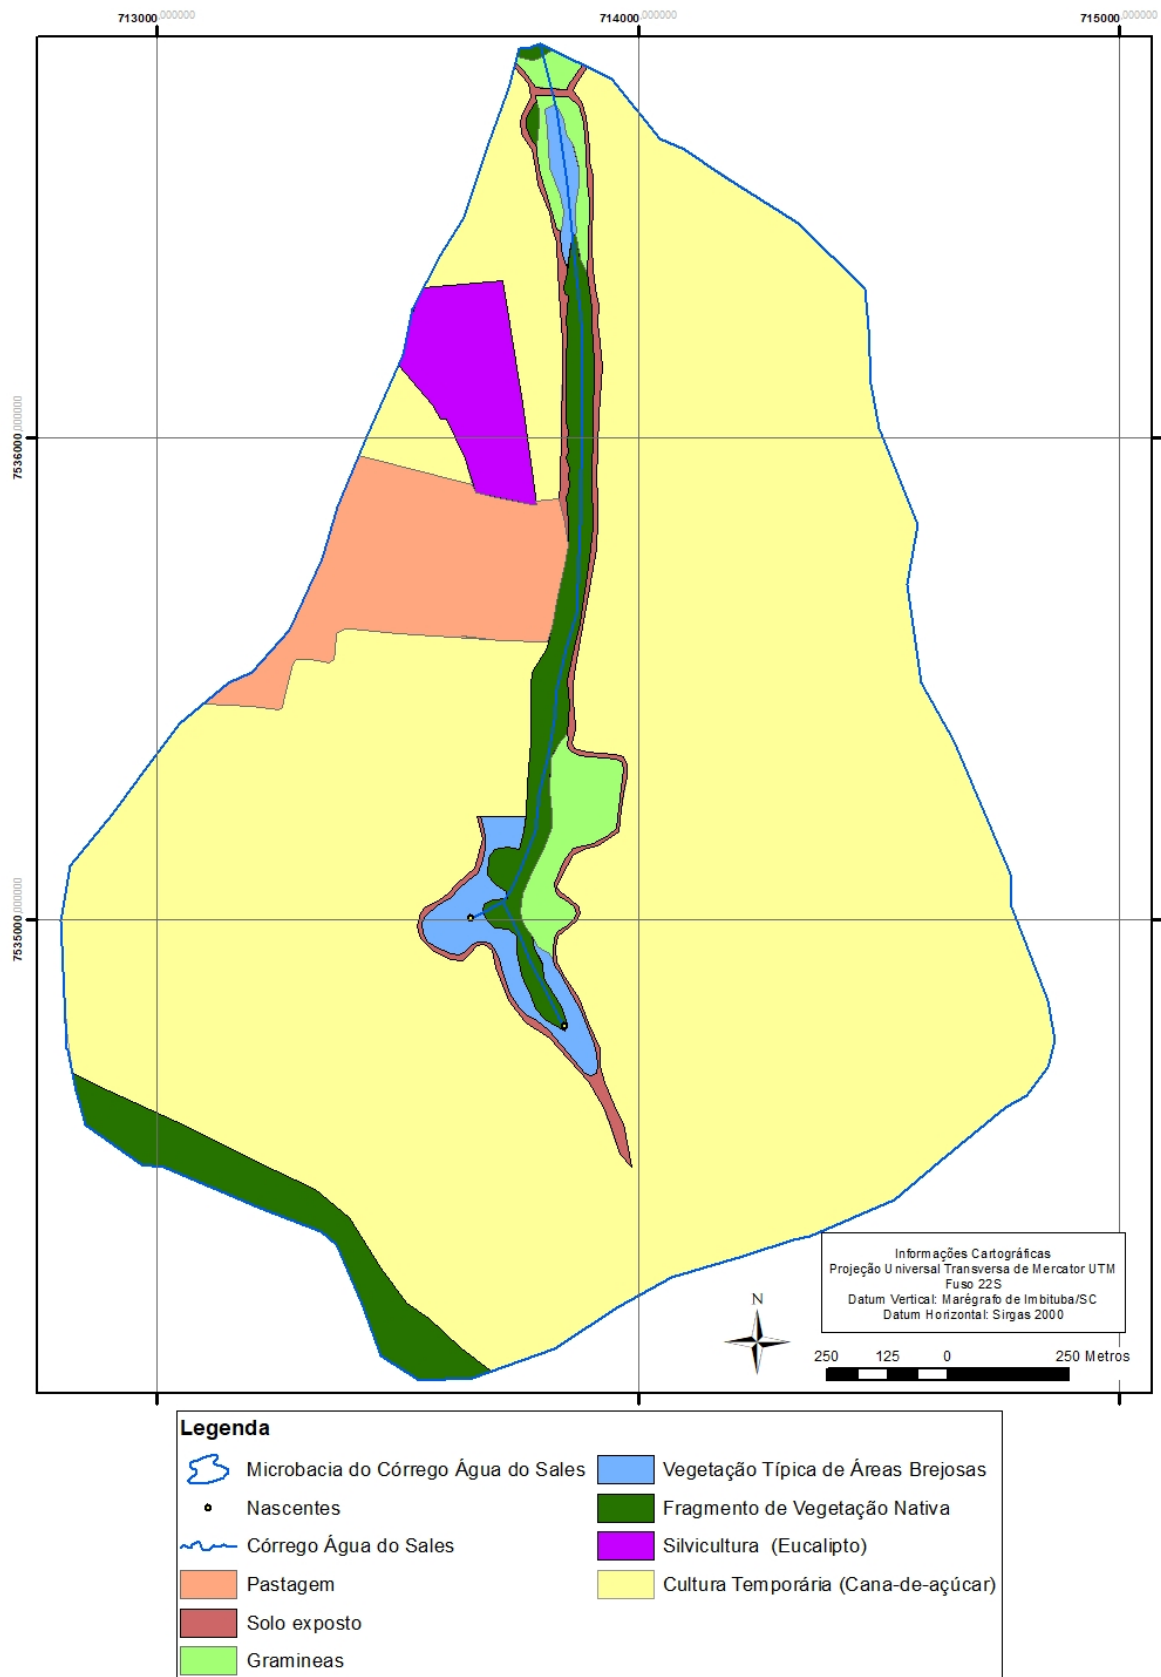 713000,000000 714000,000000 715000,000000
7536000,000000
7535000,000000
Informações Cartográficas
Projeção Universal Transversa de Mercator UTM
Fuso 22S
Datum Vertical: Marégrafo de Imbituba/SC
Datum Horizontal: Sirgas 2000
N
250 125 0 250 Metros
Legenda
Microbacia do Córrego Água do Sales
Nascentes
Córrego Água do Sales
Pastagem
Solo exposto
Gramineas
Vegetação Típica de Áreas Brejosas
Fragmento de Vegetação Nativa
Silvicultura (Eucalipto)
Cultura Temporária (Cana-de-açúcar)